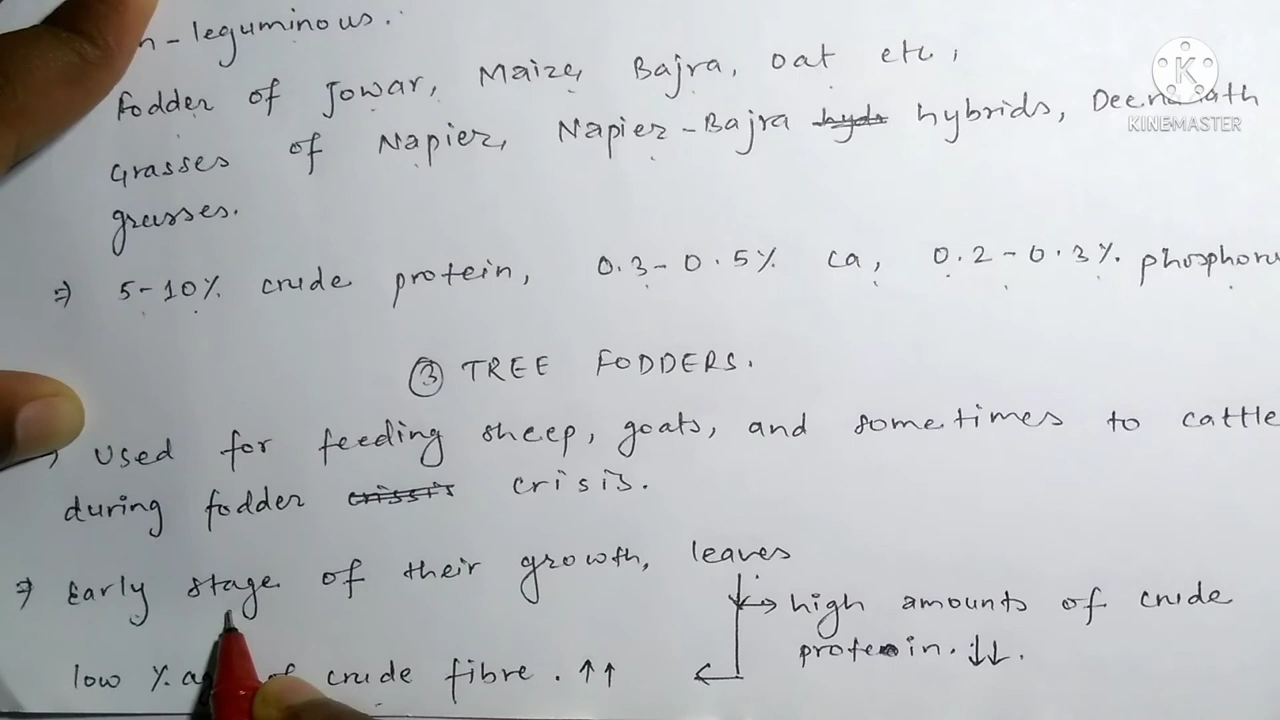 n-leguminous.
Fodder of Jowar, Maize, Bajra, oat etc,
Grasses of Napier, Napier-Bajra hybrids,
grasses.
⇒ 5-10% crude protein, 0.3-0.5% ca, 0.2-0.3% phosphoru
③ TREE FODDERS.
Used for feeding sheep, goats, and sometimes to cattle
during fodder crissis crisis.
⇒ Early stage of their growth, leaves
→ high amounts of crude
protein. ↓↓.
low % crude fibre. ↑↑ ←
K
KINEMASTER